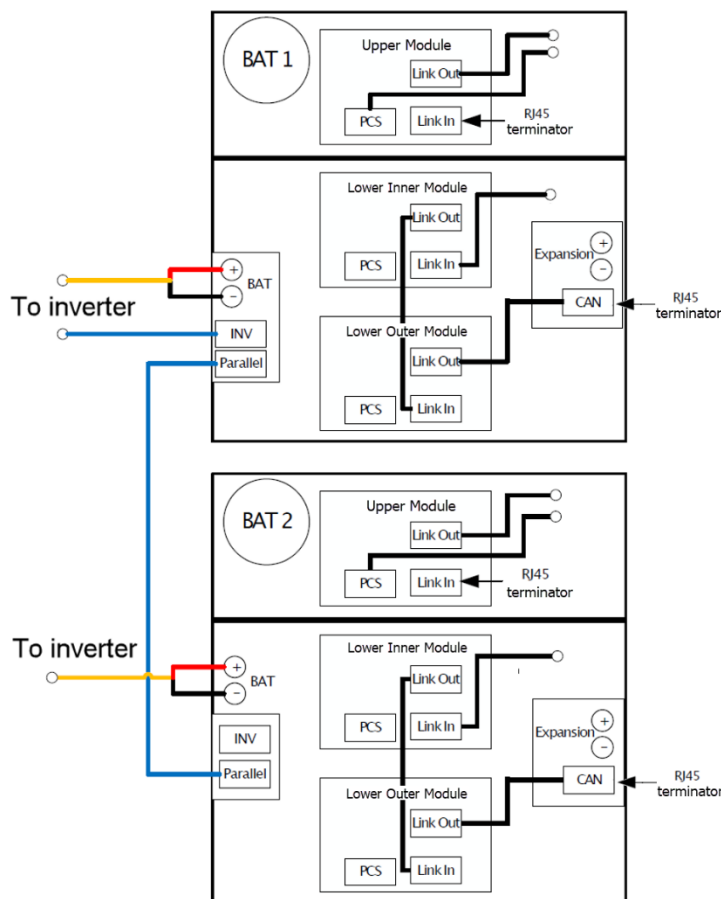 BAT 1
Upper Module
Link Out
PCS
Link In
RJ45
terminator
Lower Inner Module
Link Out
PCS
Link In
Expansion
+
−
CAN
RJ45
terminator
To inverter
+
BAT
−
INV
Parallel
Lower Outer Module
Link Out
PCS
Link In
BAT 2
Upper Module
Link Out
PCS
Link In
RJ45
terminator
To inverter
+
BAT
−
INV
Parallel
Lower Inner Module
Link Out
PCS
Link In
Expansion
+
−
CAN
RJ45
terminator
Lower Outer Module
Link Out
PCS
Link In